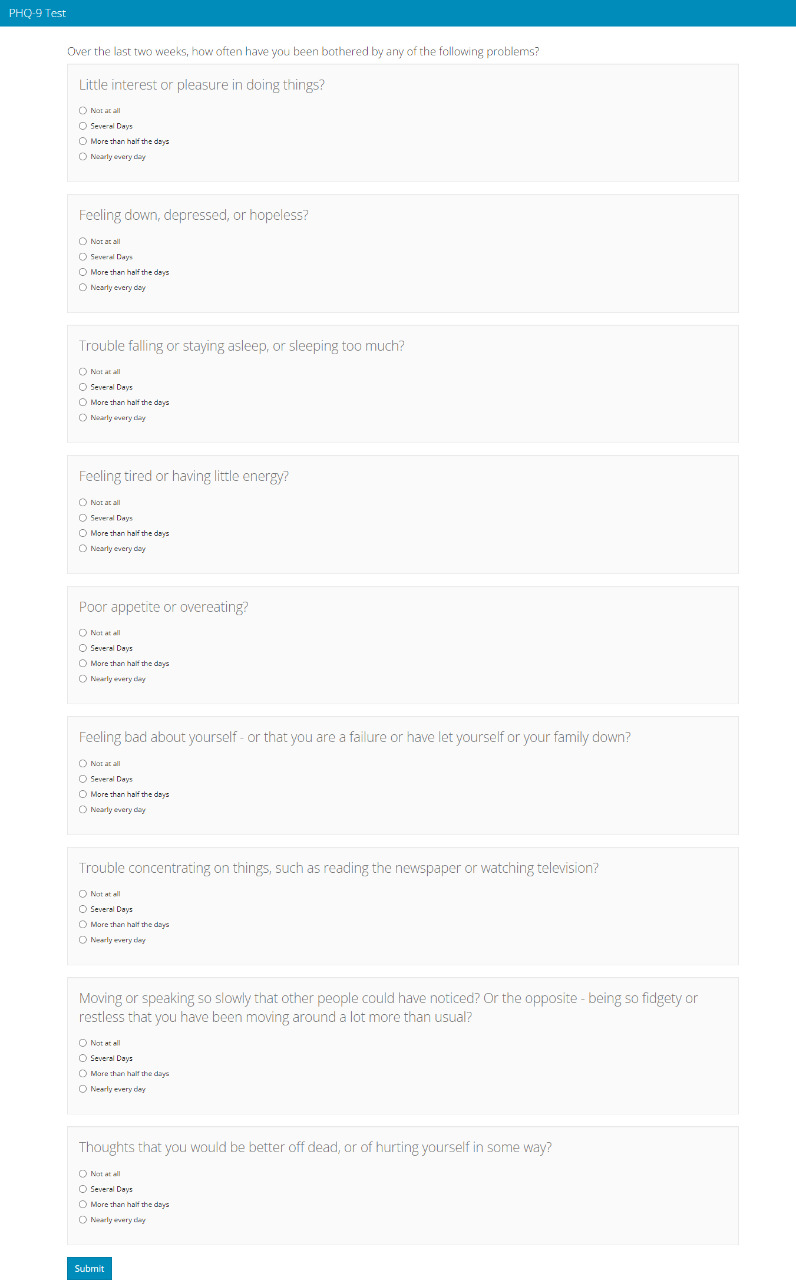 PHQ-9 Test
Over the last two weeks, how often have you been bothered by any of the following problems?
Little interest or pleasure in doing things?
Not at all
Several Days
More than half the days
Nearly every day
Feeling down, depressed, or hopeless?
Not at all
Several Days
More than half the days
Nearly every day
Trouble falling or staying asleep, or sleeping too much?
Not at all
Several Days
More than half the days
Nearly every day
Feeling tired or having little energy?
Not at all
Several Days
More than half the days
Nearly every day
Poor appetite or overeating?
Not at all
Several Days
More than half the days
Nearly every day
Feeling bad about yourself - or that you are a failure or have let yourself or your family down?
Not at all
Several Days
More than half the days
Nearly every day
Trouble concentrating on things, such as reading the newspaper or watching television?
Not at all
Several Days
More than half the days
Nearly every day
Moving or speaking so slowly that other people could have noticed? Or the opposite - being so fidgety or
restless that you have been moving around a lot more than usual?
Not at all
Several Days
More than half the days
Nearly every day
Thoughts that you would be better off dead, or of hurting yourself in some way?
Not at all
Several Days
More than half the days
Nearly every day
Submit